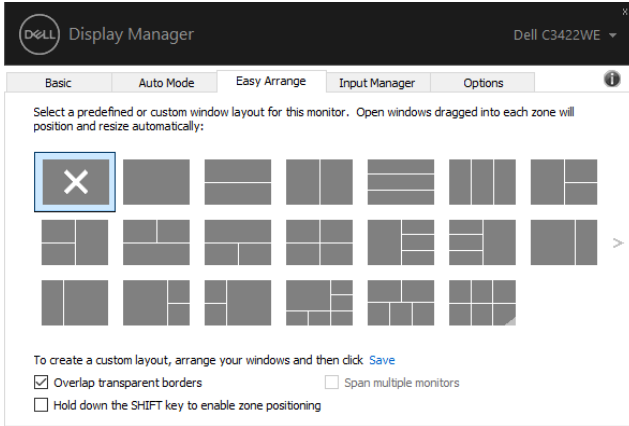 x
DELL Display Manager Dell C3422WE
Basic Auto Mode Easy Arrange Input Manager Options i
Select a predefined or custom window layout for this monitor. Open windows dragged into each zone will
position and resize automatically:
>
To create a custom layout, arrange your windows and then click Save
Overlap transparent borders Span multiple monitors
Hold down the SHIFT key to enable zone positioning